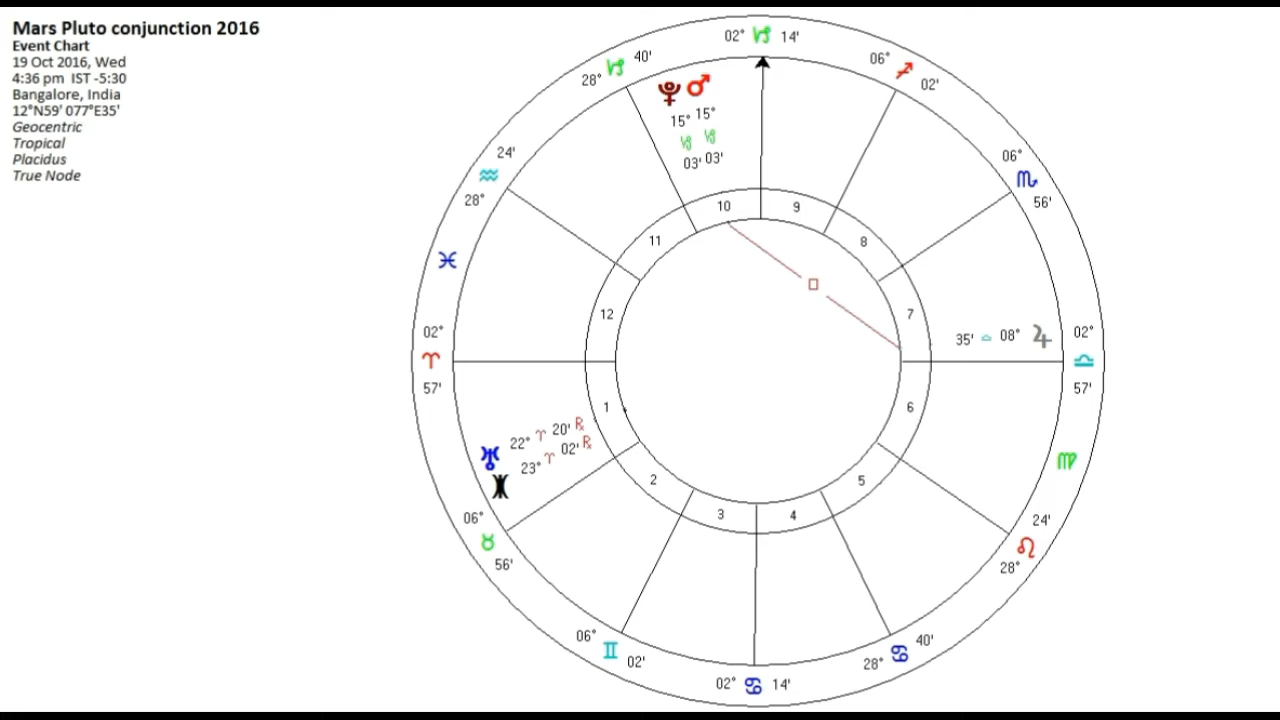 Mars Pluto conjunction 2016
Event Chart
19 Oct 2016, Wed
4:36 pm IST -5:30
Bangalore, India
12°N59' 077°E35'
Geocentric
Tropical
Placidus
True Node
02° ♑ 14'
06° ♐ 02'
06° ♏ 56'
02° ♎ 57'
♍
24' ♌ 28°
40' ♋ 28°
02° ♋ 14'
06° ♊ 02'
06° ♉ 56'
02° ♈ 57'
♓
24' ♒ 28°
28° ♑ 40'
♇ 15° ♑ 03'
♂ 15° ♑ 03'
35' ♎ 08° ♃
♅ 22° ♈ 20' ℞
23° ♈ 02' ℞
1
2
3
4
5
6
7
8
9
10
11
12